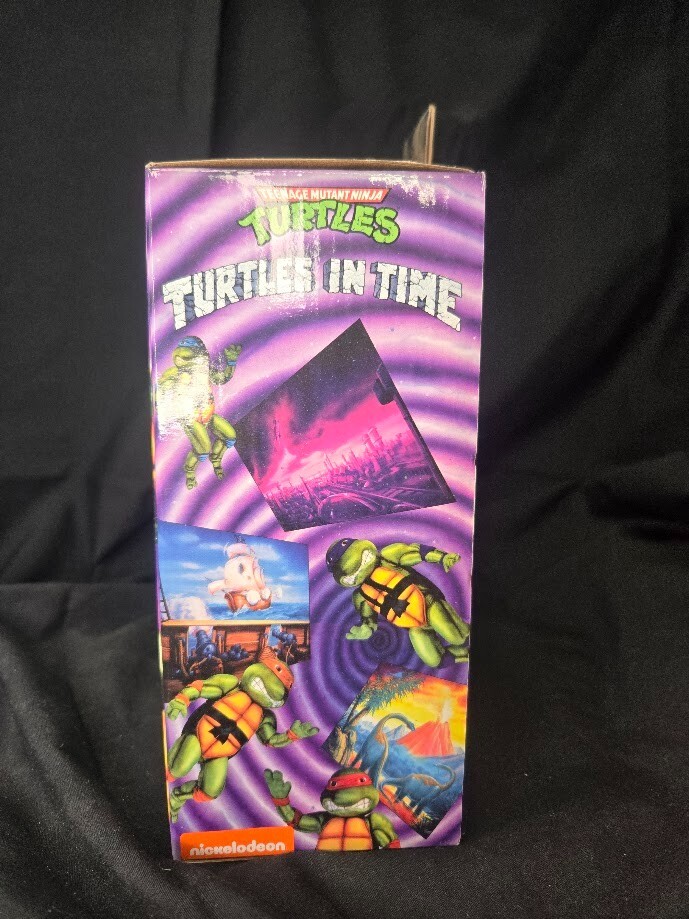 TEENAGE MUTANT NINJA
TURTLES
TURTLES IN TIME
nickelodeon